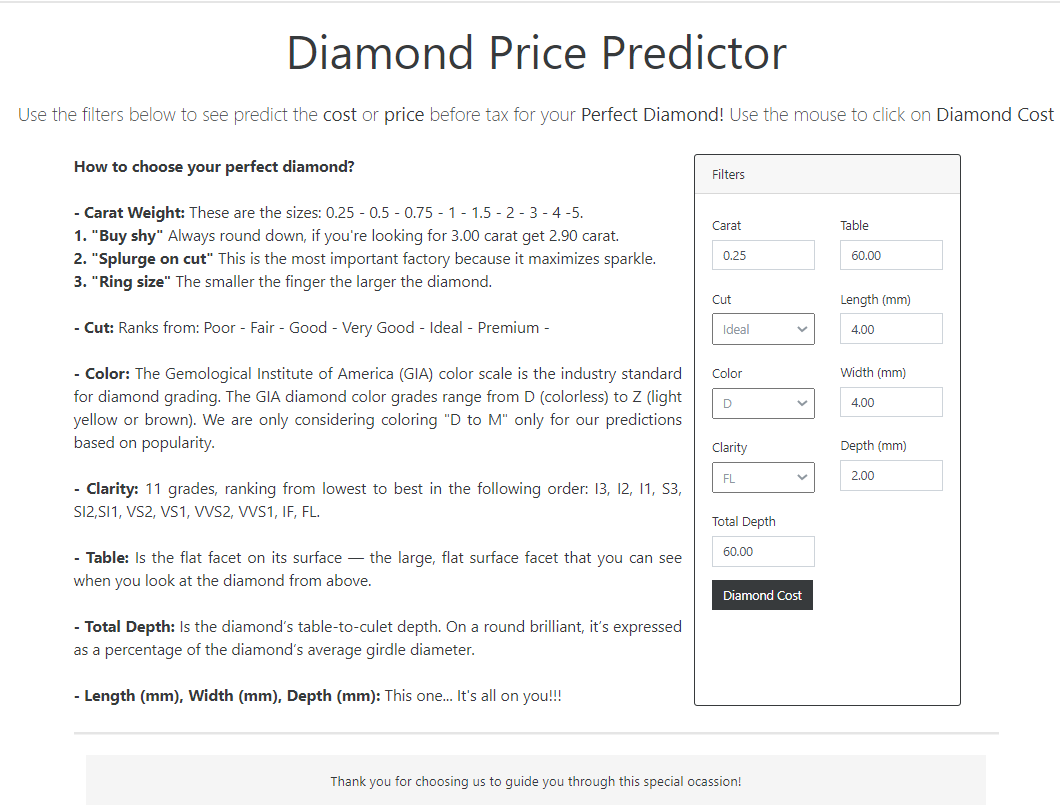 Diamond Price Predictor
Use the filters below to see predict the cost or price before tax for your Perfect Diamond! Use the mouse to click on Diamond Cost
How to choose your perfect diamond?
- Carat Weight: These are the sizes: 0.25 - 0.5 - 0.75 - 1 - 1.5 - 2 - 3 - 4 -5.
1. "Buy shy" Always round down, if you're looking for 3.00 carat get 2.90 carat.
2. "Splurge on cut" This is the most important factory because it maximizes sparkle.
3. "Ring size" The smaller the finger the larger the diamond.
- Cut: Ranks from: Poor - Fair - Good - Very Good - Ideal - Premium -
- Color: The Gemological Institute of America (GIA) color scale is the industry standard
for diamond grading. The GIA diamond color grades range from D (colorless) to Z (light
yellow or brown). We are only considering coloring "D to M" only for our predictions
based on popularity.
- Clarity: 11 grades, ranking from lowest to best in the following order: I3, I2, I1, S3,
SI2,SI1, VS2, VS1, VVS2, VVS1, IF, FL.
- Table: Is the flat facet on its surface — the large, flat surface facet that you can see
when you look at the diamond from above.
- Total Depth: Is the diamond’s table-to-culet depth. On a round brilliant, it’s expressed
as a percentage of the diamond’s average girdle diameter.
- Length (mm), Width (mm), Depth (mm): This one... It's all on you!!!
Filters
Carat
0.25
Table
60.00
Cut
Ideal
Length (mm)
4.00
Color
D
Width (mm)
4.00
Clarity
FL
Depth (mm)
2.00
Total Depth
60.00
Diamond Cost
Thank you for choosing us to guide you through this special ocassion!